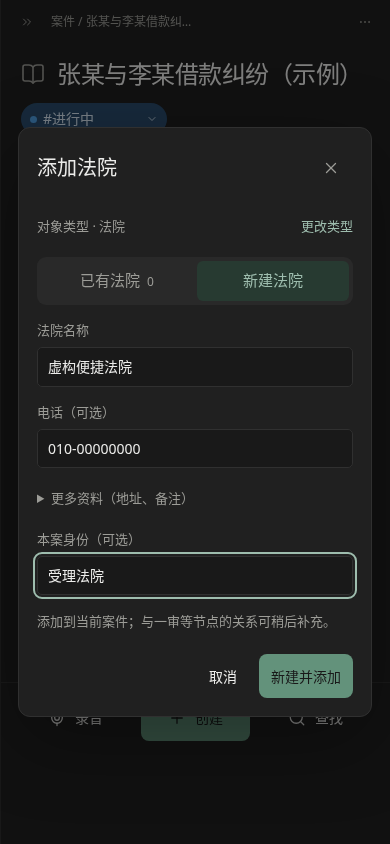 案件 / 张某与李某借款纠...
张某与李某借款纠纷（示例）
#进行中
添加法院
对象类型 · 法院
更改类型
已有法院 0
新建法院
法院名称
虚构便捷法院
电话（可选）
010-00000000
更多资料（地址、备注）
本案身份（可选）
受理法院
添加到当前案件；与一审等节点的关系可稍后补充。
取消
新建并添加
录音
创建
查找